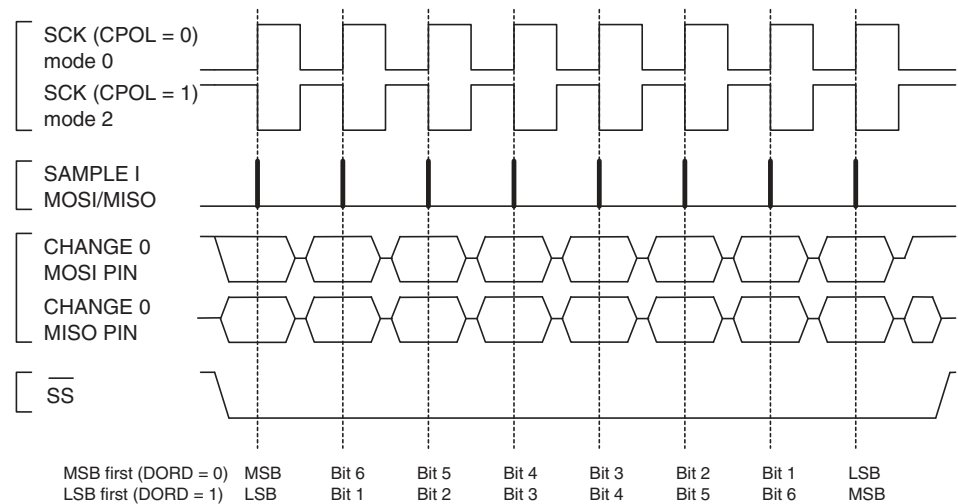 SCK (CPOL = 0)
mode 0
SCK (CPOL = 1)
mode 2
SAMPLE I
MOSI/MISO
CHANGE 0
MOSI PIN
CHANGE 0
MISO PIN
SS
MSB first (DORD = 0) MSB Bit 6 Bit 5 Bit 4 Bit 3 Bit 2 Bit 1 LSB
LSB first (DORD = 1) LSB Bit 1 Bit 2 Bit 3 Bit 4 Bit 5 Bit 6 MSB